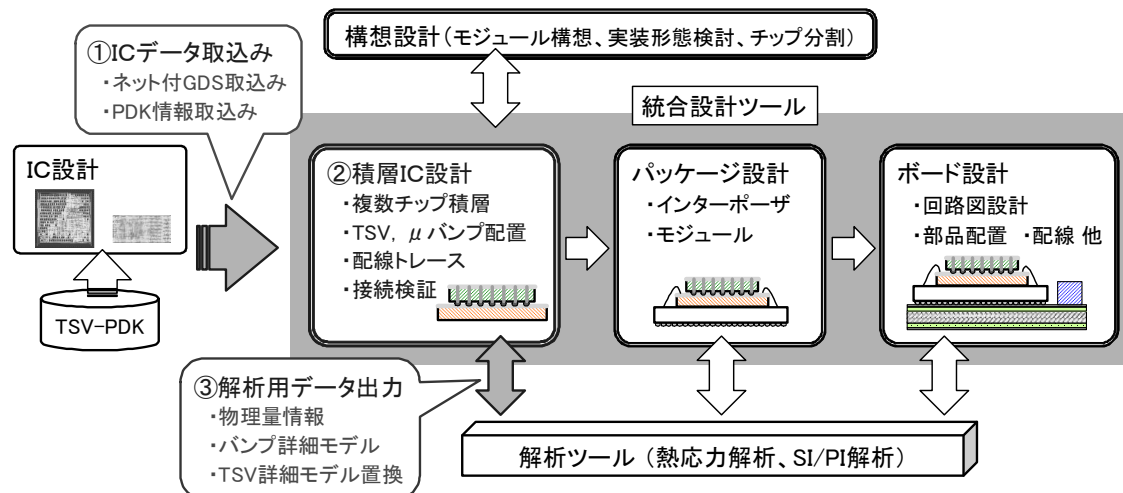 構想設計(モジュール構想、実装形態検討、チップ分割)
①ICデータ取込み
・ネット付GDS取込み
・PDK情報取込み
統合設計ツール
IC設計
TSV-PDK
②積層IC設計
・複数チップ積層
・TSV, μバンプ配置
・配線トレース
・接続検証
パッケージ設計
・インターポーザ
・モジュール
ボード設計
・回路図設計
・部品配置 ・配線 他
③解析用データ出力
・物理量情報
・バンプ詳細モデル
・TSV詳細モデル置換
解析ツール (熱応力解析、SI/PI解析)